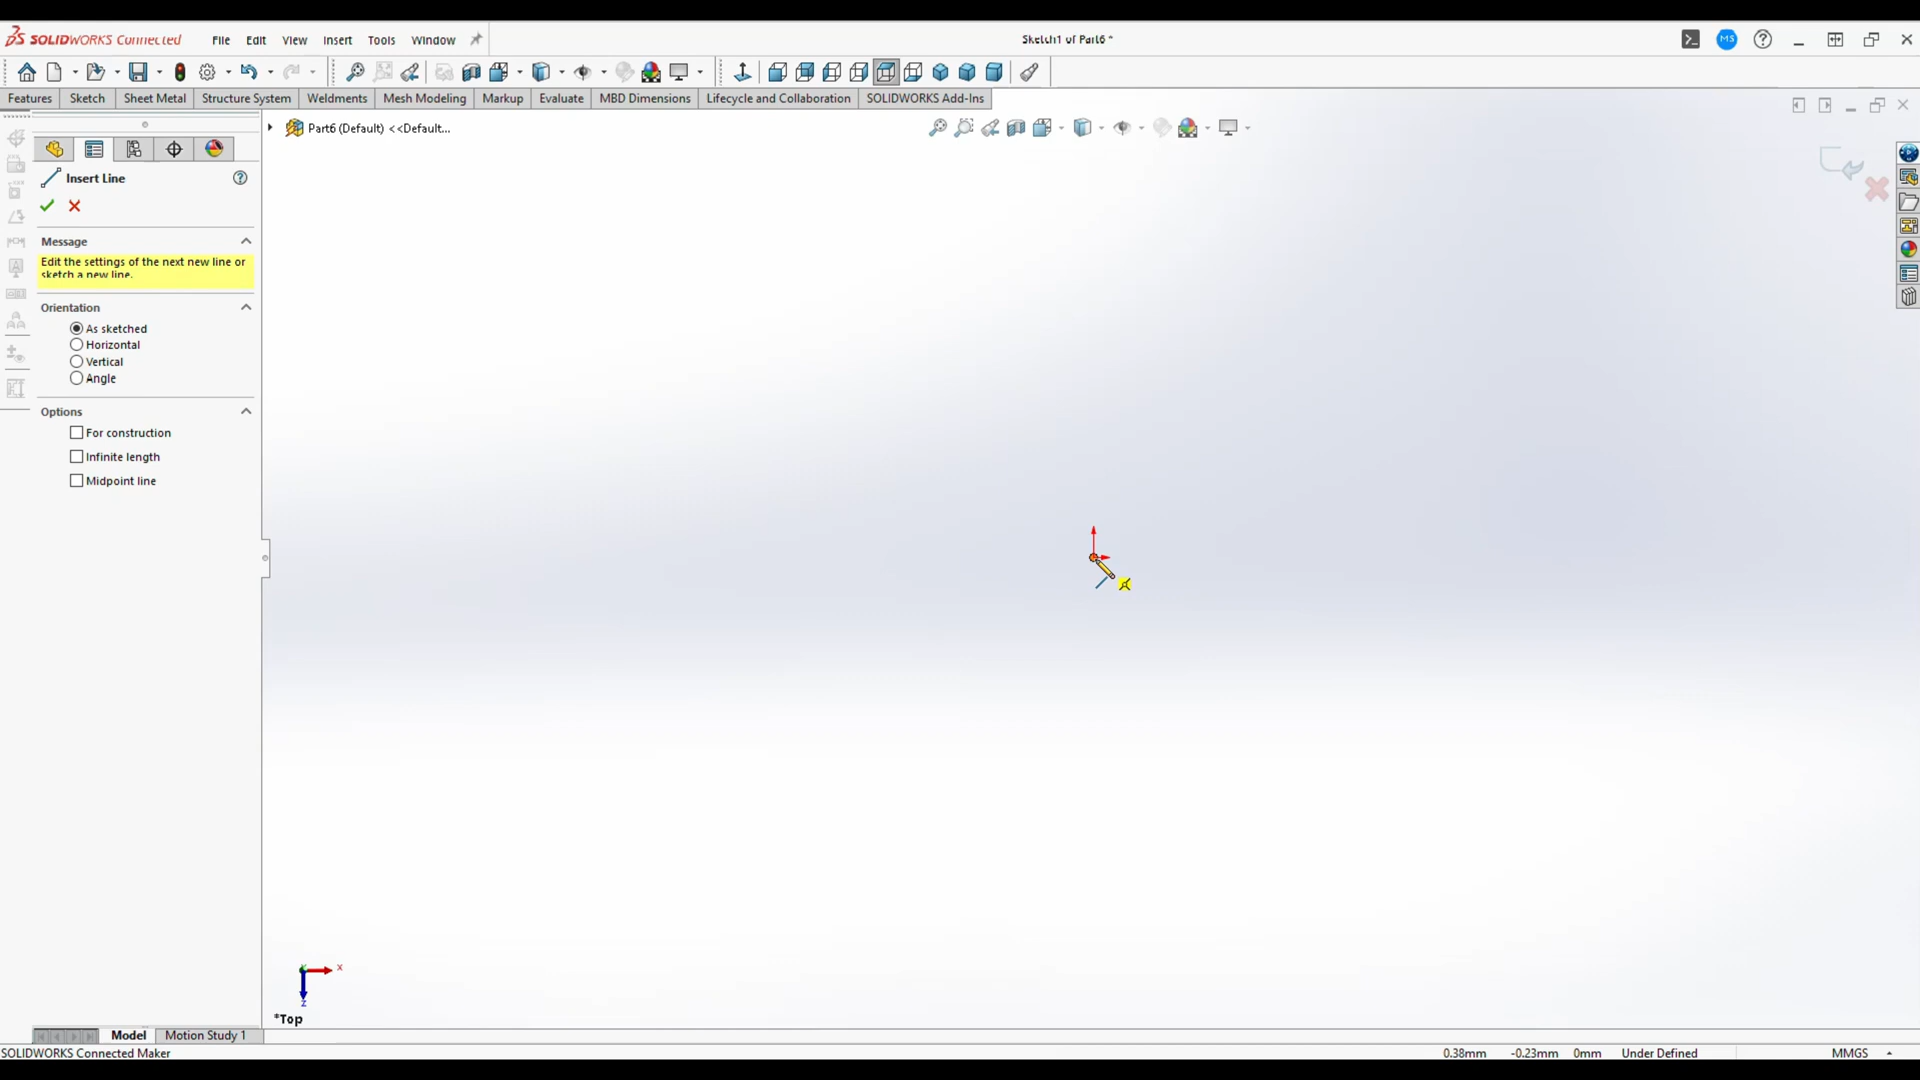 SOLIDWORKS Connected
File Edit View Insert Tools Window
Sketch1 of Part6 *
MS
Features Sketch Sheet Metal Structure System Weldments Mesh Modeling Markup Evaluate MBD Dimensions Lifecycle and Collaboration SOLIDWORKS Add-Ins
Part6 (Default) <<Default...
Insert Line
Message
Edit the settings of the next new line or
sketch a new line.
Orientation
As sketched
Horizontal
Vertical
Angle
Options
For construction
Infinite length
Midpoint line
x
z
*Top
Model Motion Study 1
SOLIDWORKS Connected Maker
0.38mm -0.23mm 0mm Under Defined MMGS